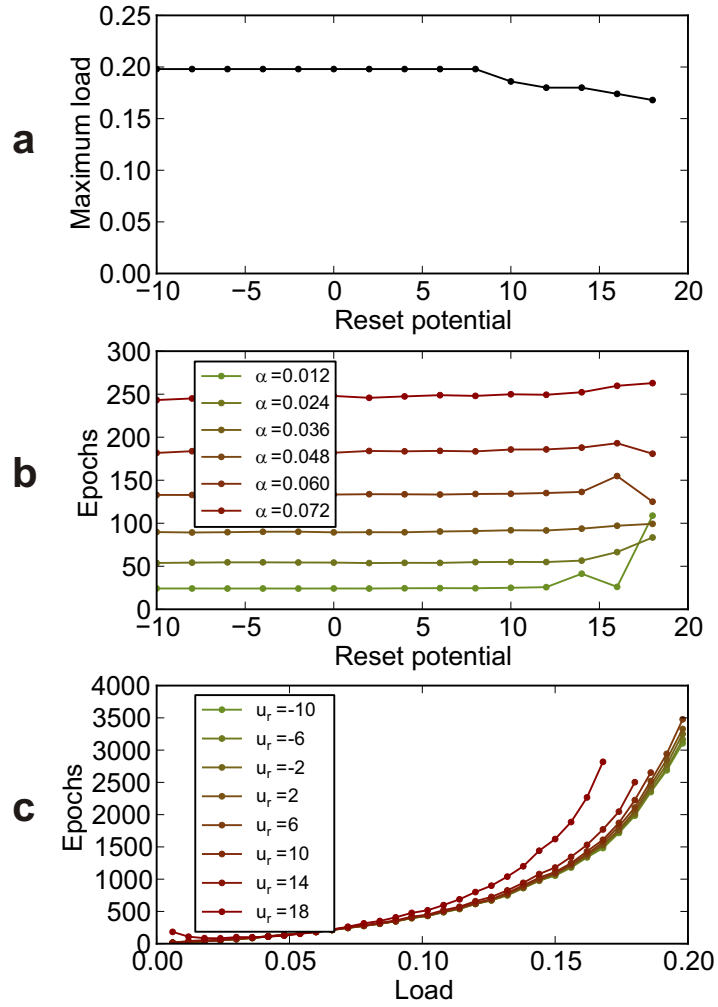 a
Maximum load
0.25
0.20
0.15
0.10
0.05
0.00
−10 −5 0 5 10 15 20
Reset potential
b
Epochs
300
250
200
150
100
50
0
α=0.012
α=0.024
α=0.036
α=0.048
α=0.060
α=0.072
−10 −5 0 5 10 15 20
Reset potential
c
Epochs
4000
3500
3000
2500
2000
1500
1000
500
0
u_r=-10
u_r=-6
u_r=-2
u_r=2
u_r=6
u_r=10
u_r=14
u_r=18
0.00 0.05 0.10 0.15 0.20
Load